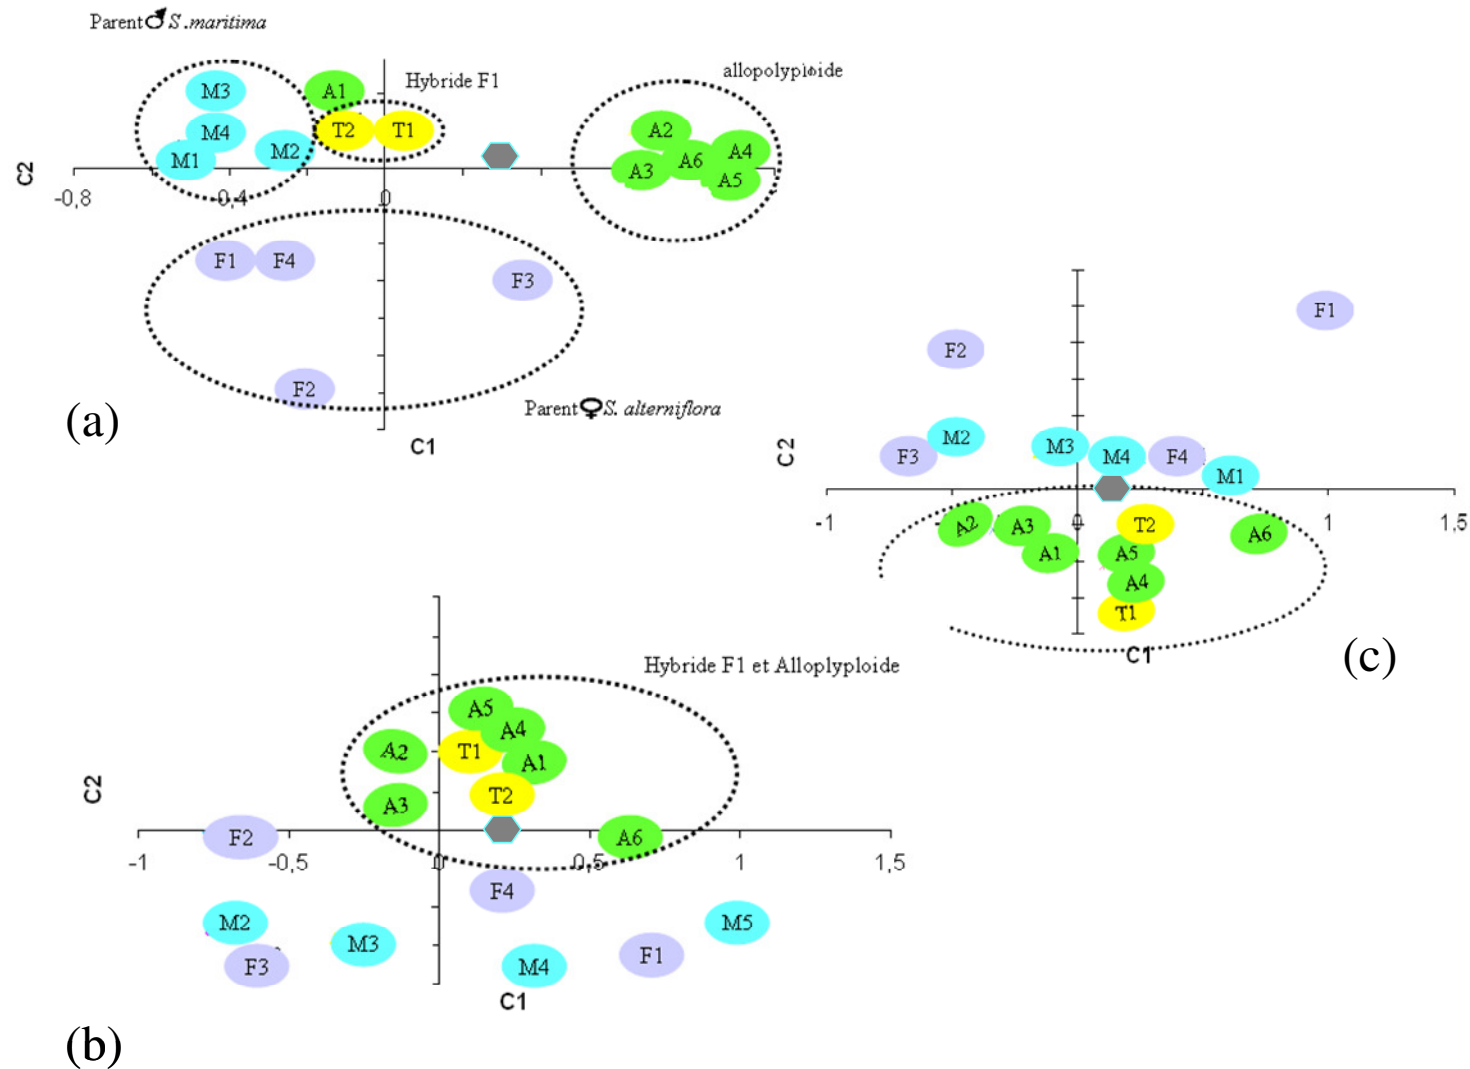 Parent ♂ S.maritima
Hybride F1
allopolyploide
M3
A1
M4
T2
T1
M1
M2
A2
A3
A6
A4
A5
C2
-0,8
-0,4
0
F1
F4
F3
F2
Parent ♀ S. alterniflora
C1
(a)
F1
F2
C2
F3
M2
M3
M4
F4
M1
-1
0
1
1,5
A2
A3
A1
T2
A5
A6
A4
T1
C1
(c)
Hybride F1 et Alloplyploide
A5
A4
A2
T1
A1
C2
A3
T2
F2
A6
-1
-0,5
0
0,5
1
1,5
F4
M2
M3
M5
F3
M4
F1
C1
(b)